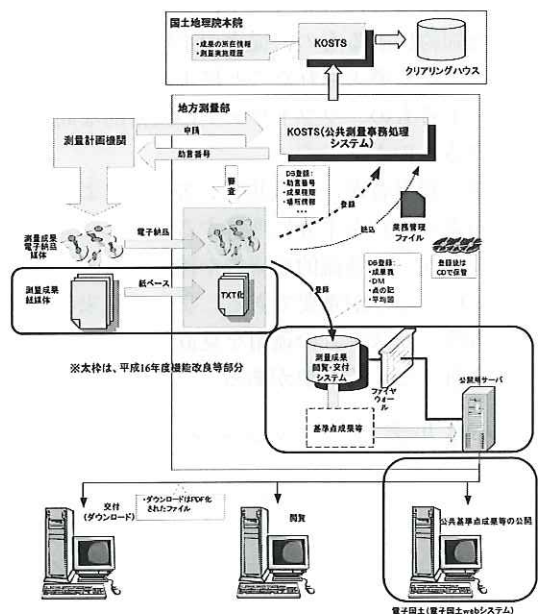 国土地理院本院
・成果の所在情報
・測量実施履歴
KOSTS
クリアリングハウス
地方測量部
測量計画機関
申請
助言番号
KOSTS(公共測量事務処理
システム)
審査
DB登録:
・助言番号
・成果種類
・場所情報
…
登録
読込
業務管理
ファイル
測量成果
電子納品
媒体
電子納品
登録後は
CDで保管
測量成果
紙媒体
紙ベース
TXT化
登録
DB登録:
・成果表
・DM
・点の記
・平均図
※太枠は、平成16年度機能改良等部分
測量成果
閲覧・交付
システム
ファイヤ
ウォール
公開用サーバ
基準点成果等
交付
(ダウンロード)
・ダウンロードはPDF化
されたファイル
閲覧
公共基準点成果等の公開
電子国土(電子国土webシステム)